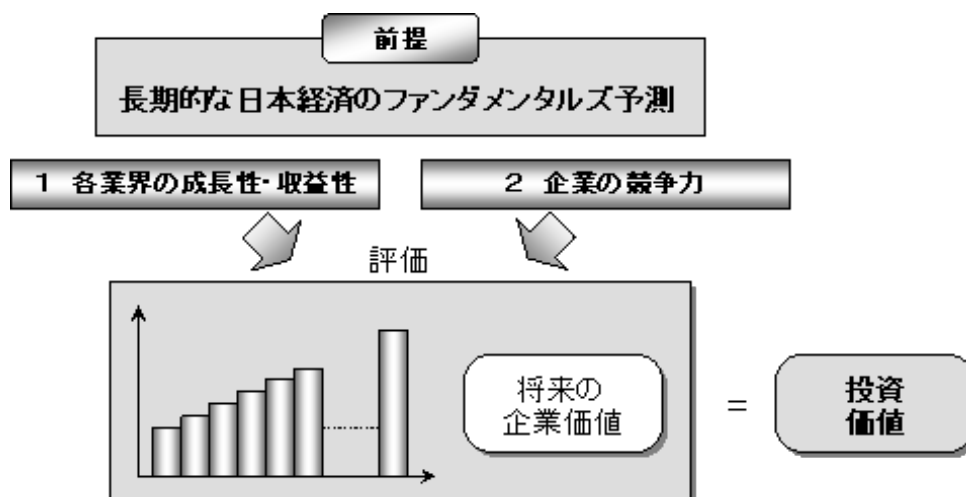 前提
長期的な日本経済のファンダメンタルズ予測
1 各業界の成長性・収益性
2 企業の競争力
評価
将来の
企業価値
=
投資
価値